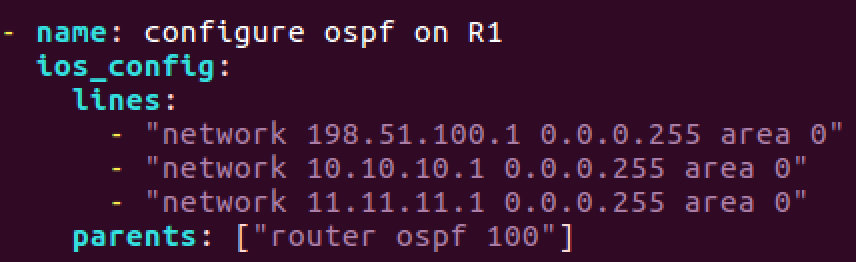 - name: configure ospf on R1
  ios_config:
    lines:
      - "network 198.51.100.1 0.0.0.255 area 0"
      - "network 10.10.10.1 0.0.0.255 area 0"
      - "network 11.11.11.1 0.0.0.255 area 0"
    parents: ["router ospf 100"]